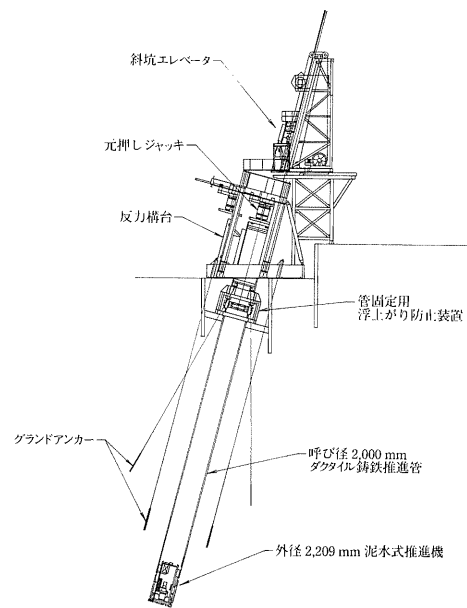 斜坑エレベータ
元押しジャッキ
反力構台
管固定用
浮上がり防止装置
グランドアンカー
呼び径2,000 mm
ダクタイル鋳鉄推進管
外径2,209 mm 泥水式推進機